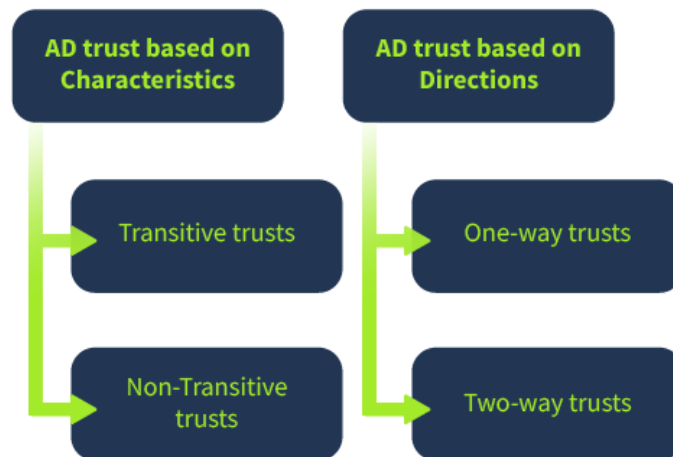 AD trust based on
Characteristics
Transitive trusts
Non-Transitive
trusts
AD trust based on
Directions
One-way trusts
Two-way trusts